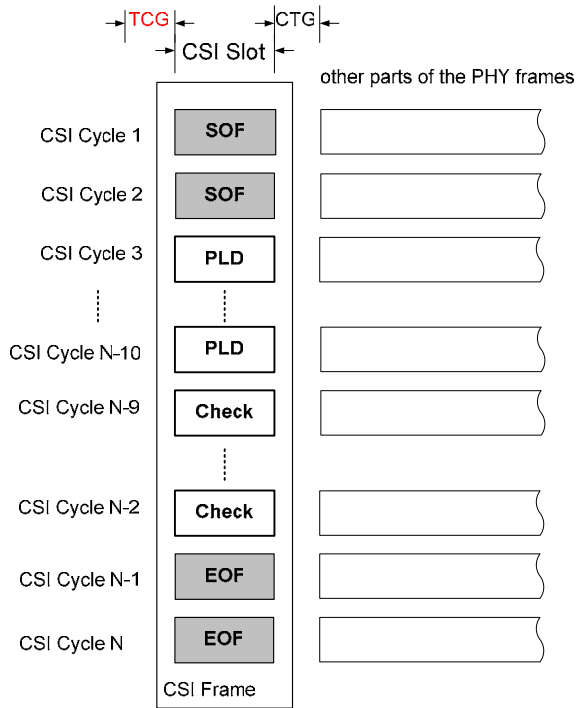 TCG
CTG
CSI Slot
other parts of the PHY frames
CSI Cycle 1
SOF
CSI Cycle 2
SOF
CSI Cycle 3
PLD
CSI Cycle N-10
PLD
CSI Cycle N-9
Check
CSI Cycle N-2
Check
CSI Cycle N-1
EOF
CSI Cycle N
EOF
CSI Frame